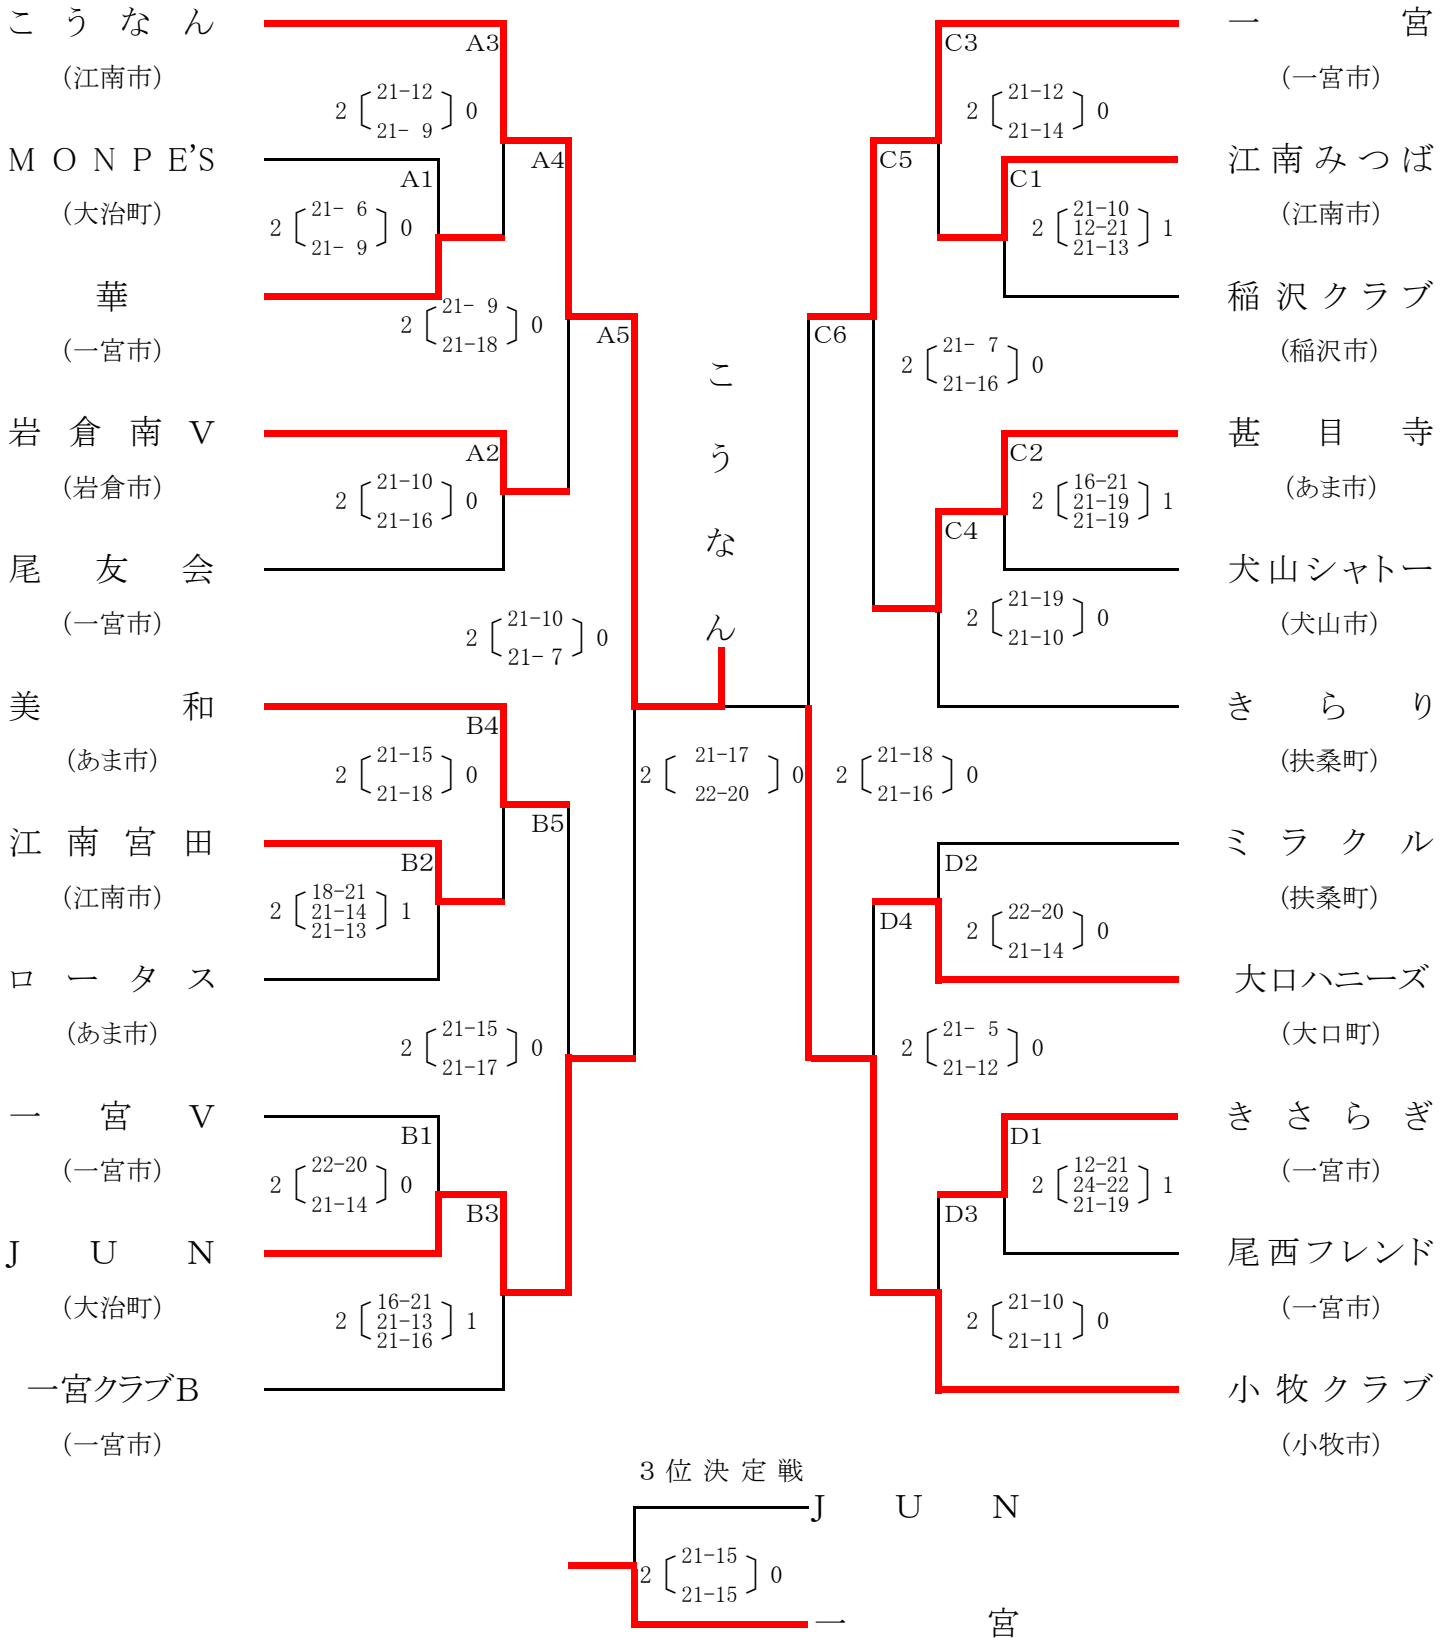 こうなん
(江南市)
MONPE'S
(大治町)
華
(一宮市)
岩倉南V
(岩倉市)
尾友会
(一宮市)
美和
(あま市)
江南宮田
(江南市)
ロータス
(あま市)
一宮V
(一宮市)
JUN
(大治町)
一宮クラブB
(一宮市)
A3
2 21-12 0
21- 9
A4
A1
2 21- 6 0
21- 9
2 21- 9 0
21-18
A5
A2
2 21-10 0
21-16
2 21-10 0
21- 7
B4
2 21-15 0
21-18
B5
B2
2 18-21 1
21-14
21-13
2 21-15 0
21-17
B1
2 22-20 0
21-14
B3
2 16-21 1
21-13
21-16
こうなん
2 21-17 0
22-20
C3
2 21-12 0
21-14
C5
C1
2 21-10 1
12-21
21-13
C6
2 21- 7 0
21-16
C2
2 16-21 1
21-19
21-19
C4
2 21-19 0
21-10
2 21-18 0
21-16
D2
D4
2 22-20 0
21-14
2 21- 5 0
21-12
D1
2 12-21 1
24-22
21-19
D3
2 21-10 0
21-11
一宮
(一宮市)
江南みつば
(江南市)
稲沢クラブ
(稲沢市)
甚目寺
(あま市)
犬山シャトー
(犬山市)
きらり
(扶桑町)
ミラクル
(扶桑町)
大口ハニーズ
(大口町)
きさらぎ
(一宮市)
尾西フレンド
(一宮市)
小牧クラブ
(小牧市)
3位決定戦
JUN
2 21-15 0
21-15
一宮